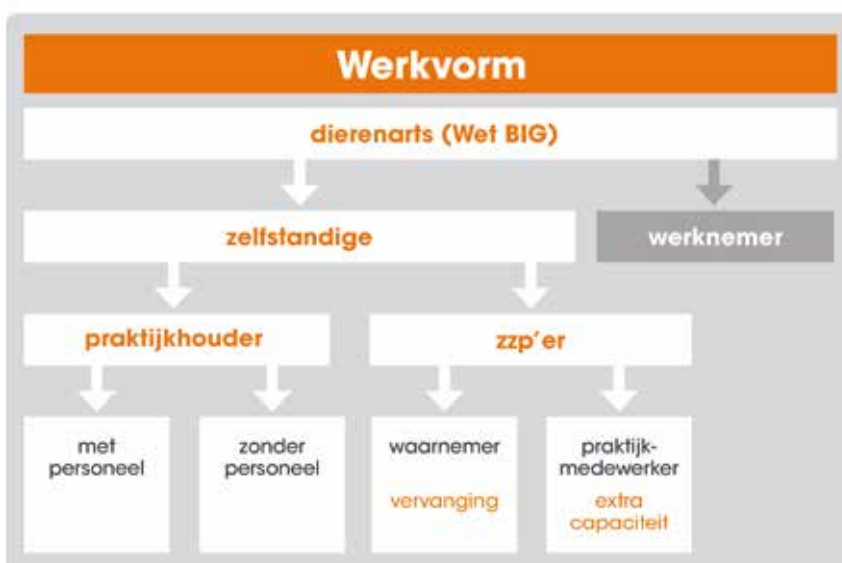 Werkvorm
dierenarts (Wet BIG)
zelfstandige
werknemer
praktijkhouder
zzp'er
met
personeel
zonder
personeel
waarnemer
vervanging
praktijk-
medewerker
extra
capaciteit